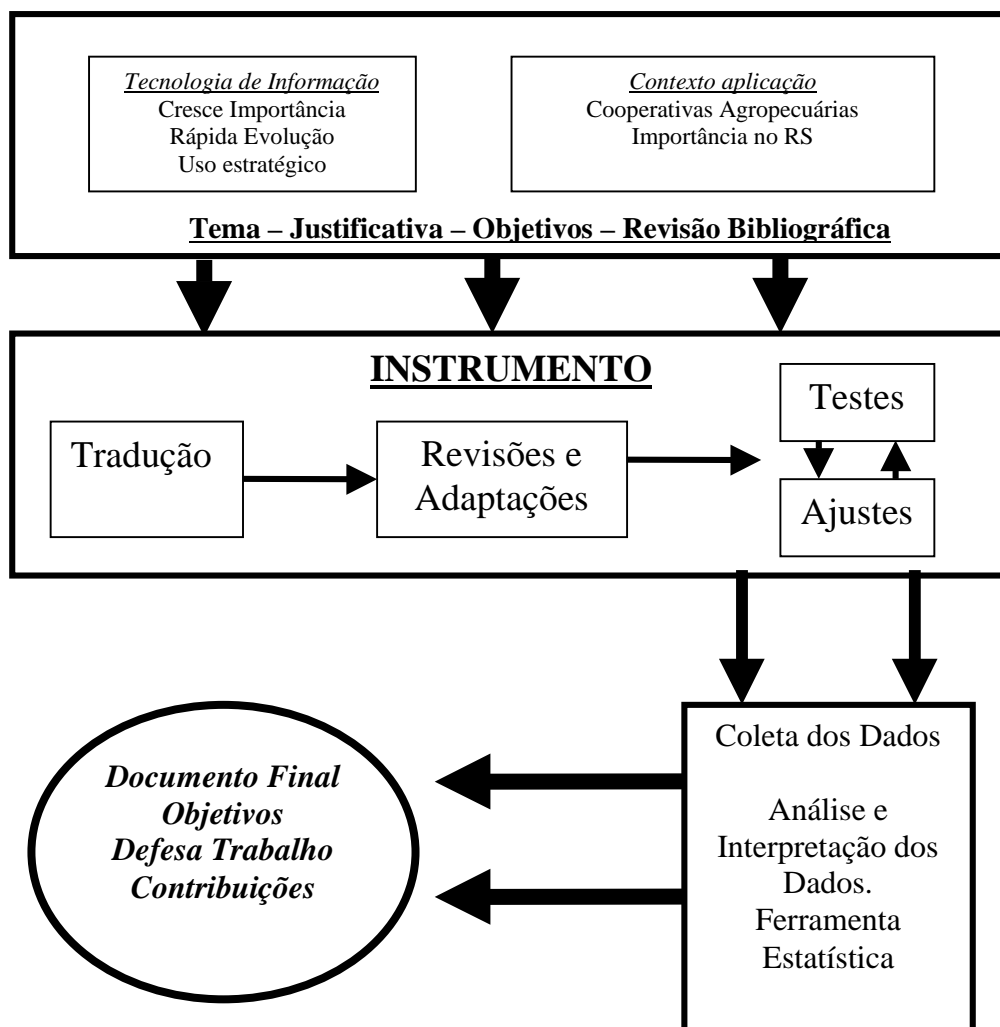 Tecnologia de Informação
Cresce Importância
Rápida Evolução
Uso estratégico
Contexto aplicação
Cooperativas Agropecuárias
Importância no RS
Tema – Justificativa – Objetivos – Revisão Bibliográfica
INSTRUMENTO
Tradução
Revisões e
Adaptações
Testes
Ajustes
Coleta dos Dados
Análise e
Interpretação dos
Dados.
Ferramenta
Estatística
Documento Final
Objetivos
Defesa Trabalho
Contribuições